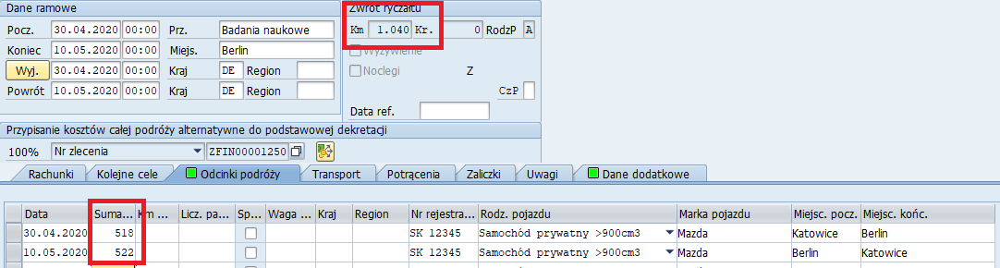 Dane ramowe
Zwrot ryczałtu
Pocz. 30.04.2020 00:00 Prz. Badania naukowe
Km 1.040 Kr. 0 RodzP A
Koniec 10.05.2020 00:00 Miejs. Berlin
Wyżywienie
Wyj. 30.04.2020 00:00 Kraj DE Region
Noclegi Z
Powrót 10.05.2020 00:00 Kraj DE Region
CzP
Data ref.
Przypisanie kosztów całej podróży alternatywne do podstawowej dekretacji
100% Nr zlecenia ZFIN00001250
Rachunki Kolejne cele Odcinki podróży Transport Potrącenia Zaliczki Uwagi Dane dodatkowe
Data Suma... Km ... Licz. pa... Sp... Waga ... Kraj Region Nr rejestra... Rodz. pojazdu Marka pojazdu Miejsc. pocz. Miejsc. końc.
30.04.2020 518 SK 12345 Samochód prywatny >900cm3 Mazda Katowice Berlin
10.05.2020 522 SK 12345 Samochód prywatny >900cm3 Mazda Berlin Katowice